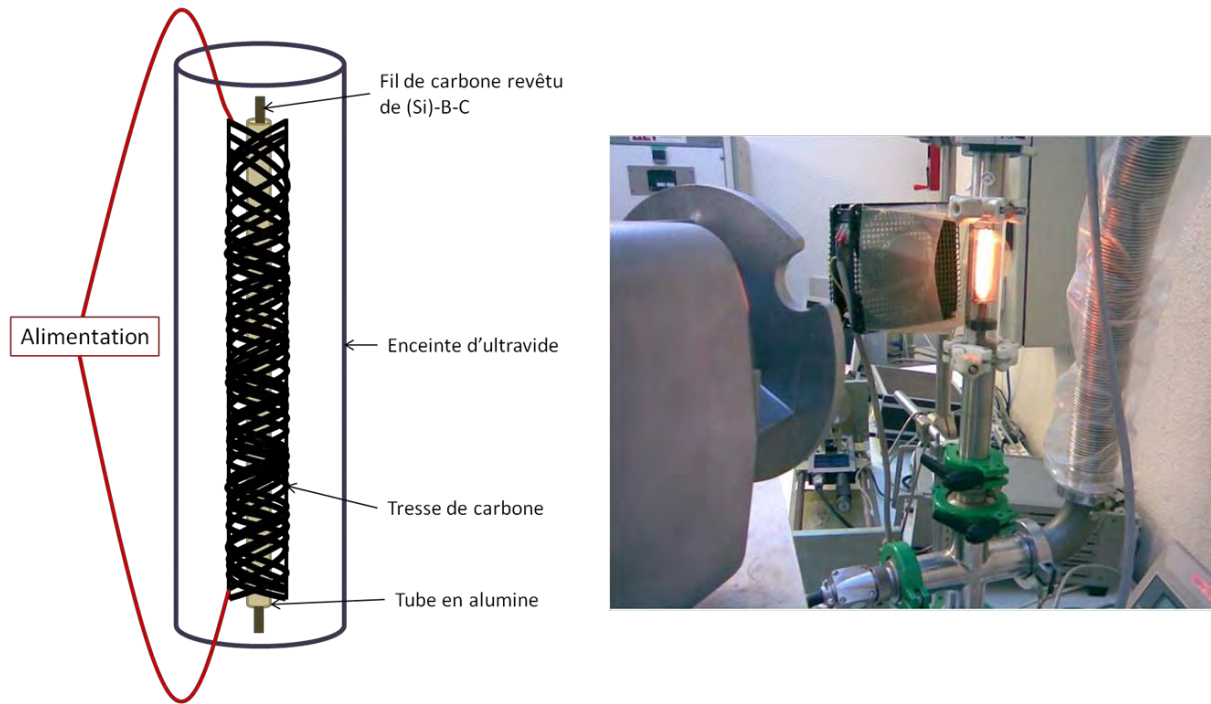 Fil de carbone revêtu
de (Si)-B-C
Alimentation
Enceinte d'ultravide
Tresse de carbone
Tube en alumine